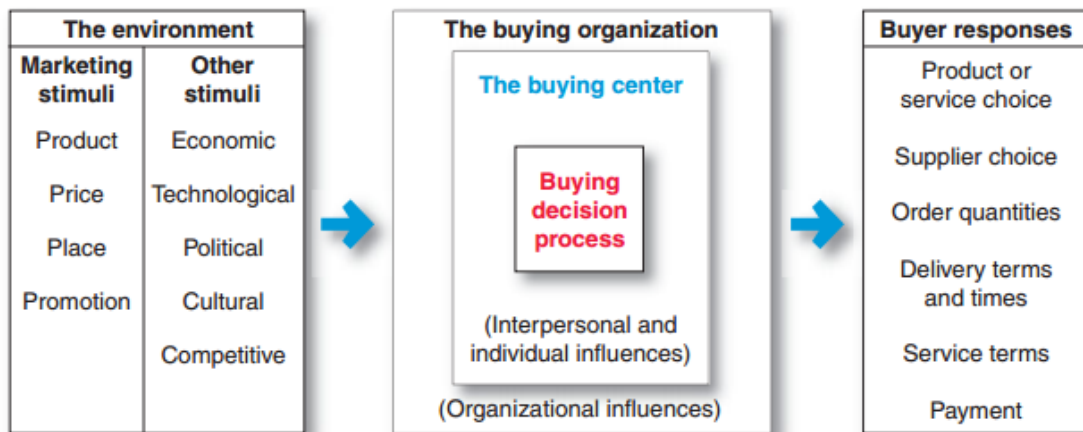 The environment
Marketing
stimuli
Product
Price
Place
Promotion
Other
stimuli
Economic
Technological
Political
Cultural
Competitive
The buying organization
The buying center
Buying
decision
process
(Interpersonal and
individual influences)
(Organizational influences)
Buyer responses
Product or
service choice
Supplier choice
Order quantities
Delivery terms
and times
Service terms
Payment